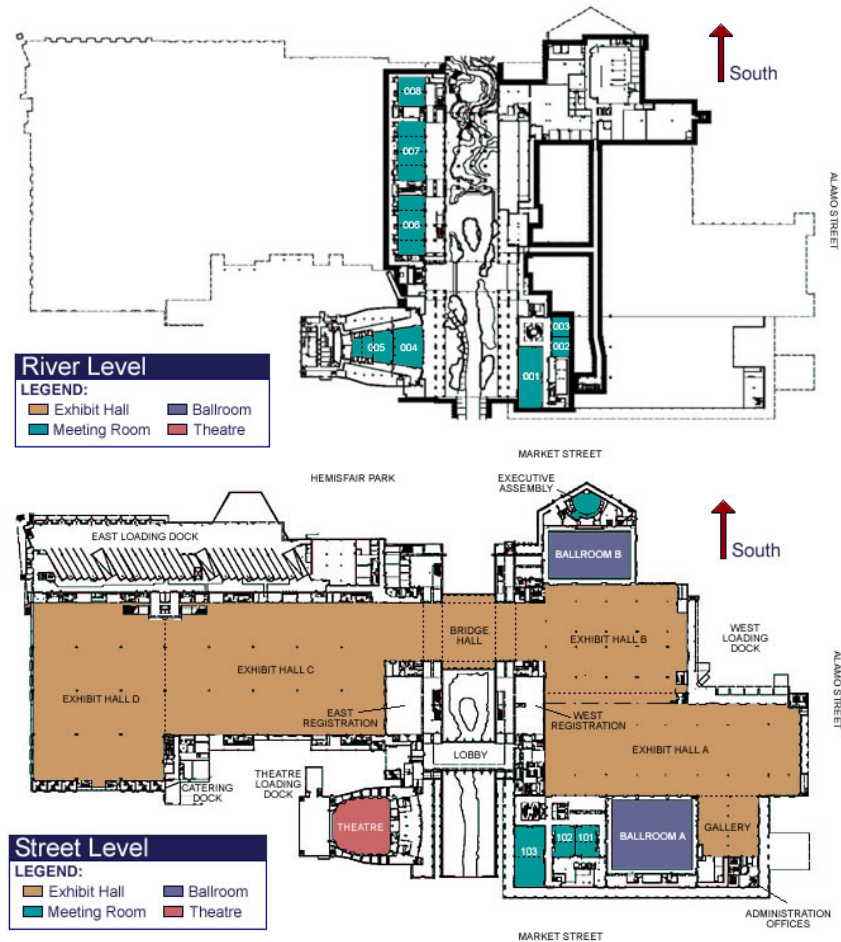 South
008
007
006
ALAMO STREET
003
002
001
005
004
River Level
LEGEND:
Exhibit Hall
Ballroom
Meeting Room
Theatre
MARKET STREET
HEMISFAIR PARK
EXECUTIVE
ASSEMBLY
EAST LOADING DOCK
BALLROOM B
South
BRIDGE
HALL
EXHIBIT HALL B
WEST
LOADING
DOCK
ALAMO STREET
EXHIBIT HALL C
EXHIBIT HALL D
EAST
REGISTRATION
WEST
REGISTRATION
LOBBY
EXHIBIT HALL A
CATERING
DOCK
THEATRE
LOADING
DOCK
PREFUNCTION
THEATRE
103
102
101
BALLROOM A
GALLERY
Street Level
LEGEND:
Exhibit Hall
Ballroom
Meeting Room
Theatre
ADMINISTRATION
OFFICES
MARKET STREET